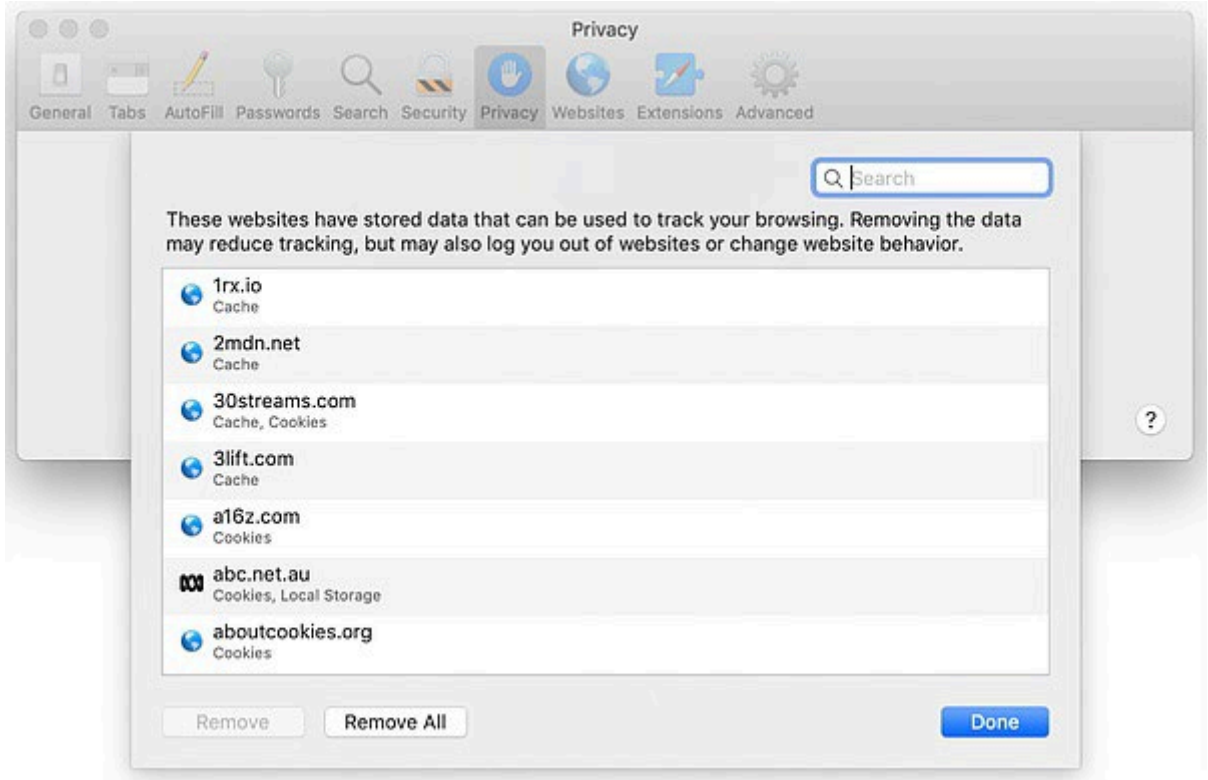 Privacy
General Tabs AutoFill Passwords Search Security Privacy Websites Extensions Advanced
Search
These websites have stored data that can be used to track your browsing. Removing the data
may reduce tracking, but may also log you out of websites or change website behavior.
1rx.io
Cache
2mdn.net
Cache
30streams.com
Cache, Cookies
?
3lift.com
Cache
a16z.com
Cookies
abc.net.au
Cookies, Local Storage
aboutcookies.org
Cookies
Remove Remove All Done